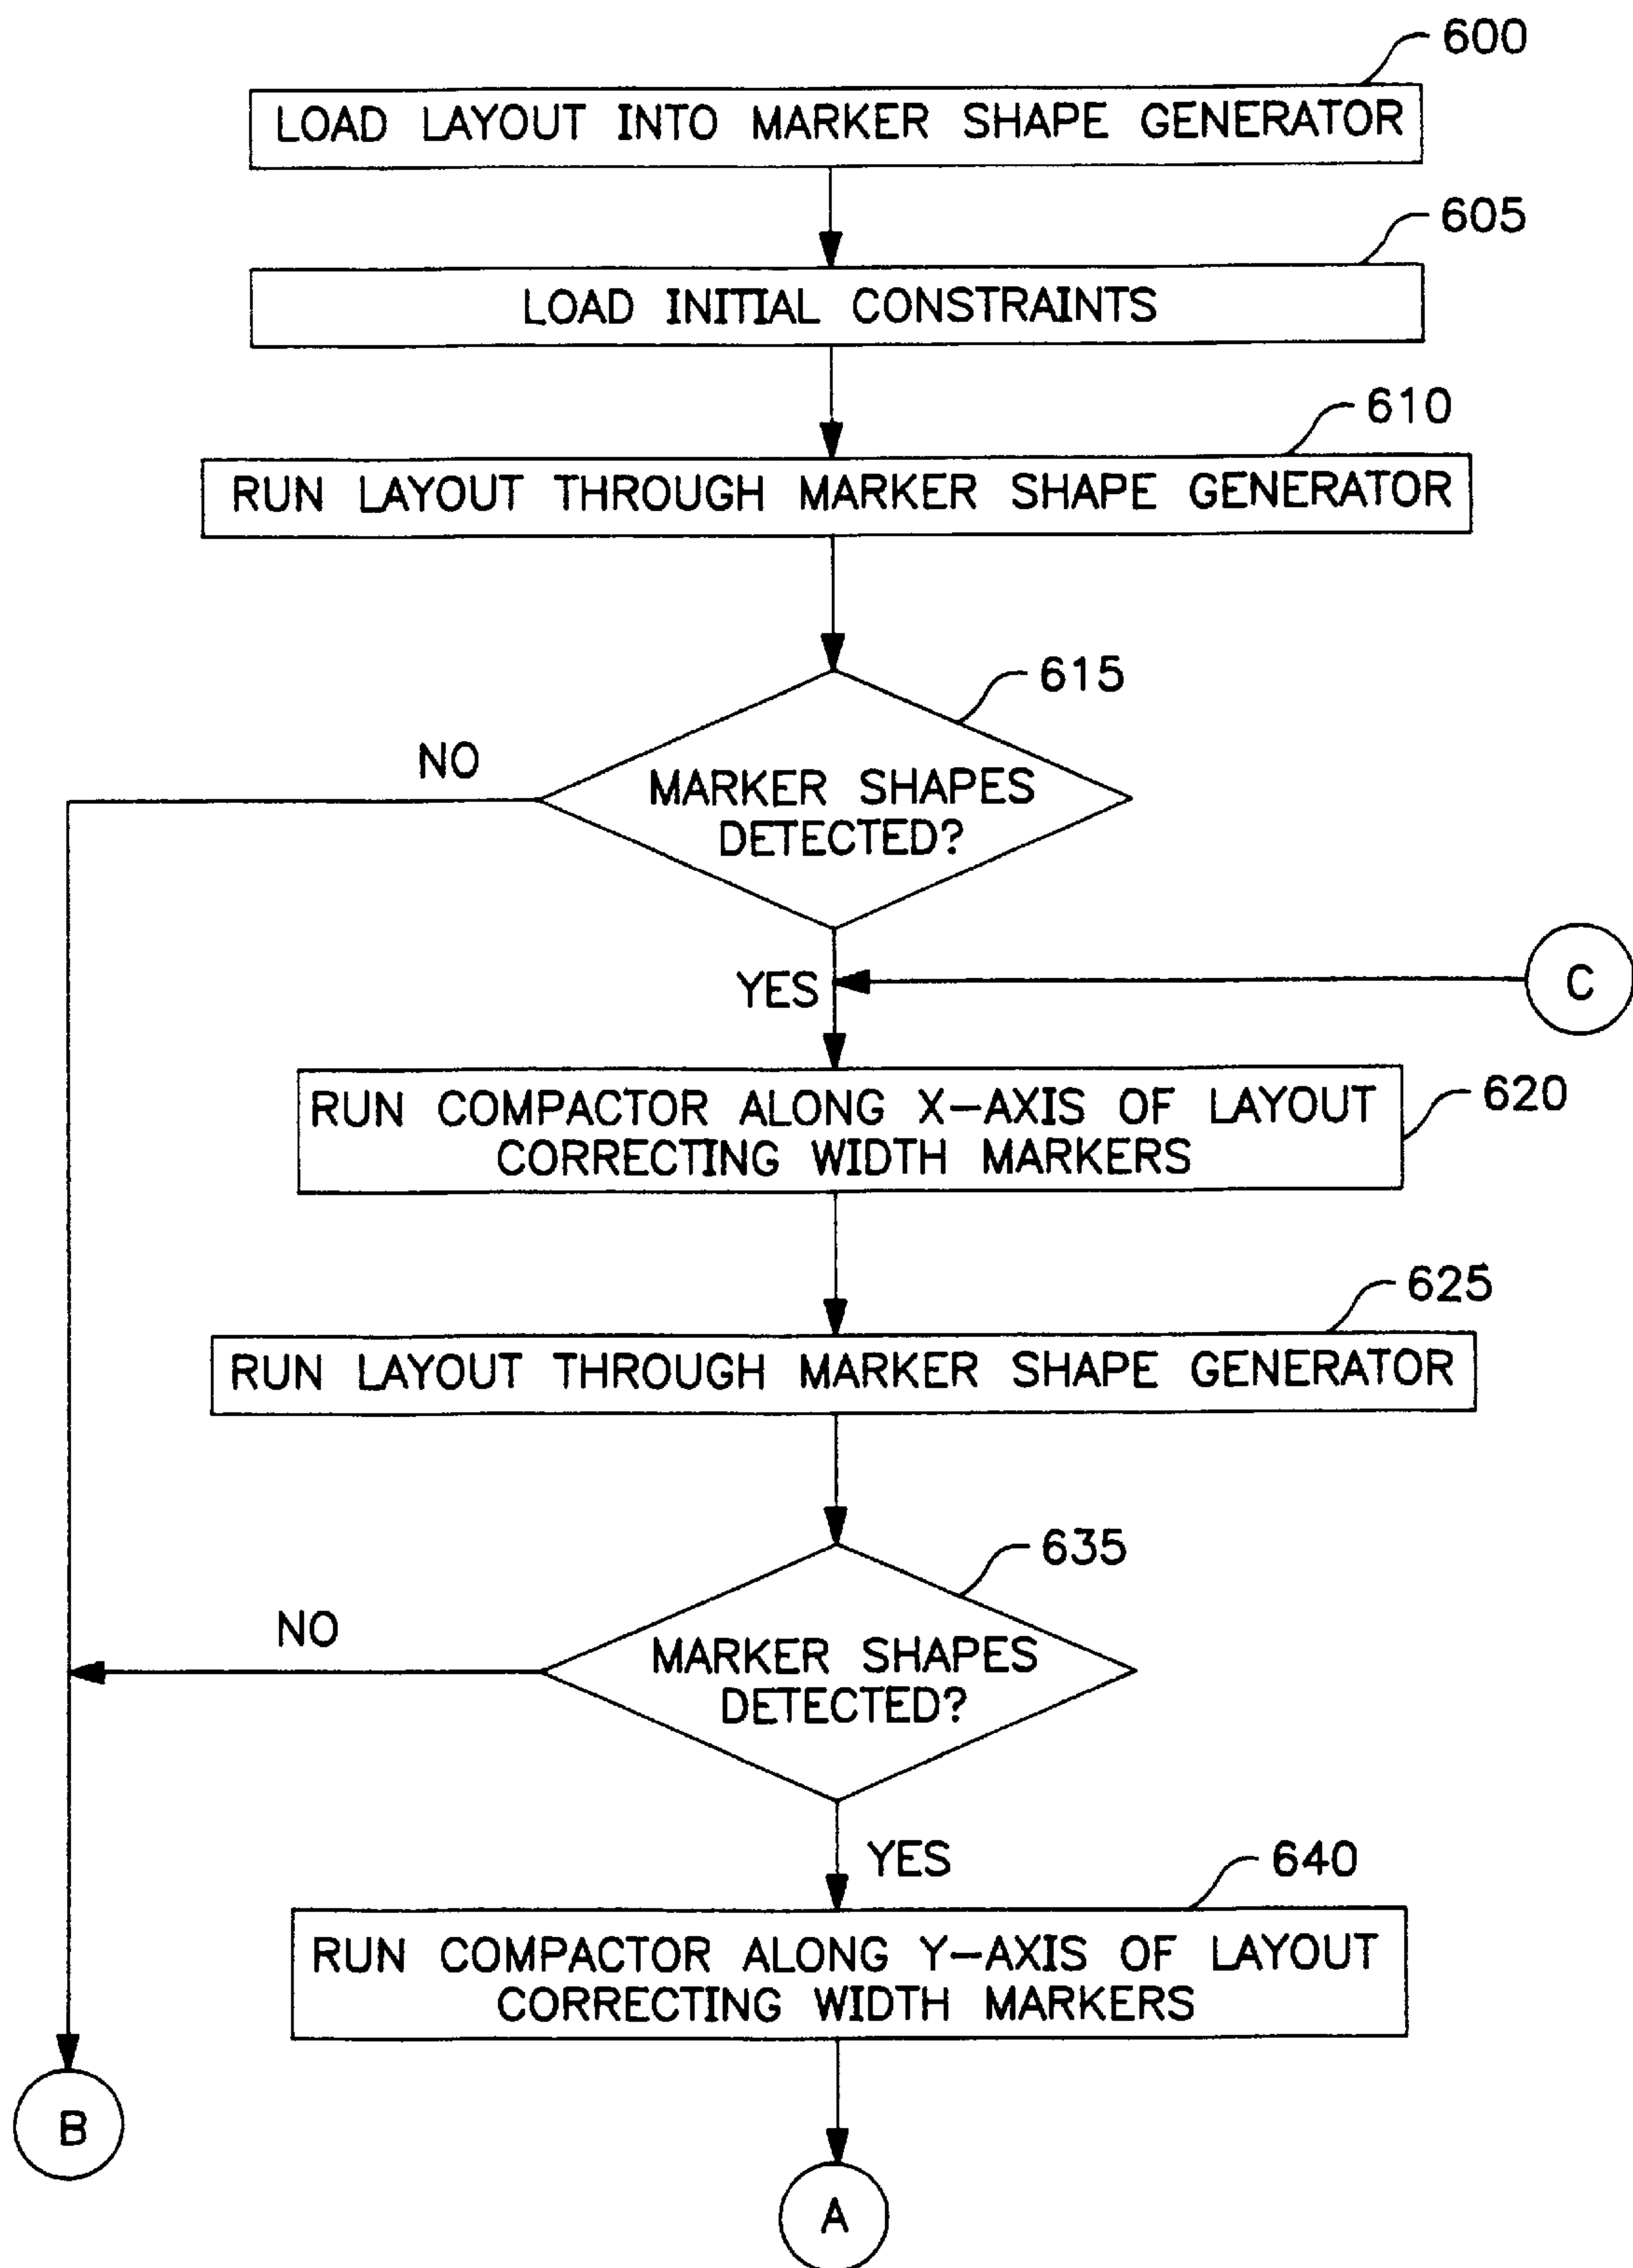 600
LOAD LAYOUT INTO MARKER SHAPE GENERATOR
605
LOAD INITIAL CONSTRAINTS
610
RUN LAYOUT THROUGH MARKER SHAPE GENERATOR
615
NO
MARKER SHAPES
DETECTED?
YES
C
RUN COMPACTOR ALONG X-AXIS OF LAYOUT
CORRECTING WIDTH MARKERS
620
625
RUN LAYOUT THROUGH MARKER SHAPE GENERATOR
635
NO
MARKER SHAPES
DETECTED?
YES
640
RUN COMPACTOR ALONG Y-AXIS OF LAYOUT
CORRECTING WIDTH MARKERS
B
A